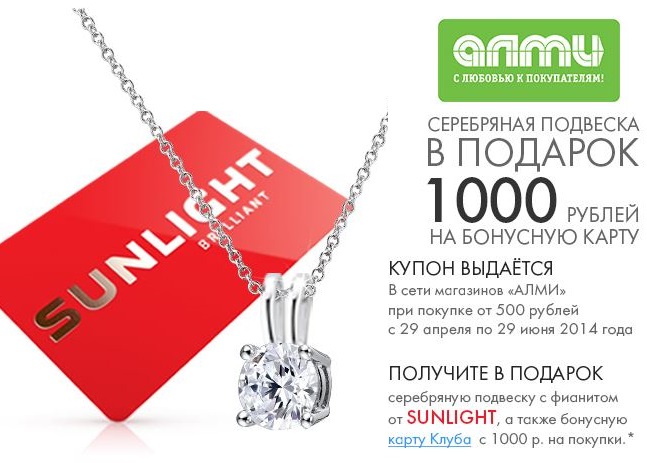 SUNLIGHT
BRILLIANT
алми
С ЛЮБОВЬЮ К ПОКУПАТЕЛЯМ!
СЕРЕБРЯНАЯ ПОДВЕСКА
В ПОДАРОК
1000 РУБЛЕЙ
НА БОНУСНУЮ КАРТУ
КУПОН ВЫДАЁТСЯ
В сети магазинов «АЛМИ»
при покупке от 500 рублей
с 29 апреля по 29 июня 2014 года
ПОЛУЧИТЕ В ПОДАРОК
серебряную подвеску с фианитом
от SUNLIGHT, а также бонусную
карту Клуба с 1000 р. на покупки.*